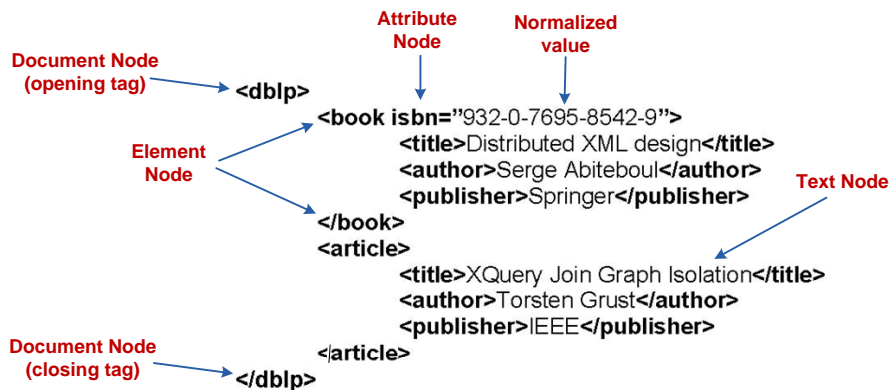 Attribute
Node
Normalized
value
Document Node
(opening tag)
<dblp>
<book isbn=”932-0-7695-8542-9”>
<title>Distributed XML design</title>
<author>Serge Abiteboul</author>
<publisher>Springer</publisher>
Element
Node
Text Node
</book>
<article>
<title>XQuery Join Graph Isolation</title>
<author>Torsten Grust</author>
<publisher>IEEE</publisher>
<article>
Document Node
(closing tag)
</dblp>